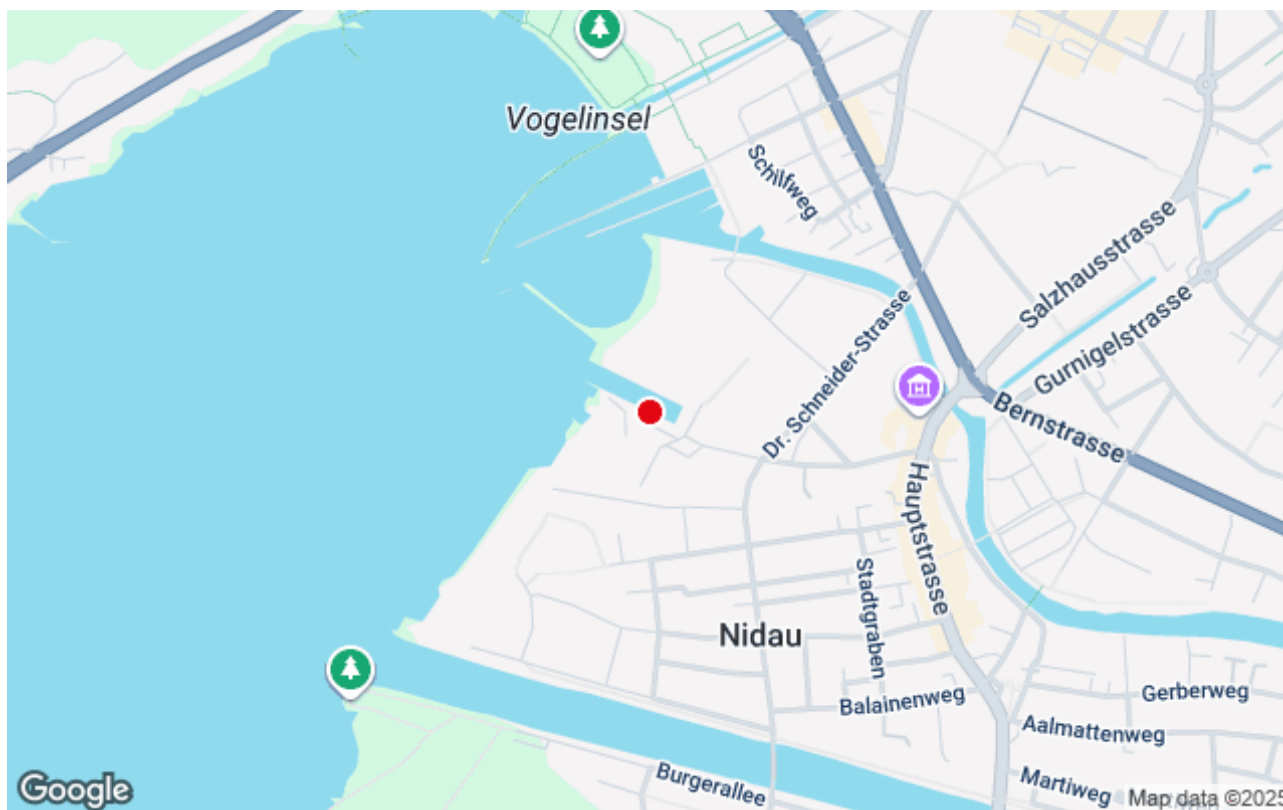 Vogelinsel
Schilfweg
Salzhausstrasse
Gurnigelstrasse
Dr. Schneider-Strasse
Bernstrasse
Hauptstrasse
Stadtgraben
Nidau
Balainenweg
Gerberweg
Aalmattenweg
Burgerallee
Martiweg
Google
Map data ©2025